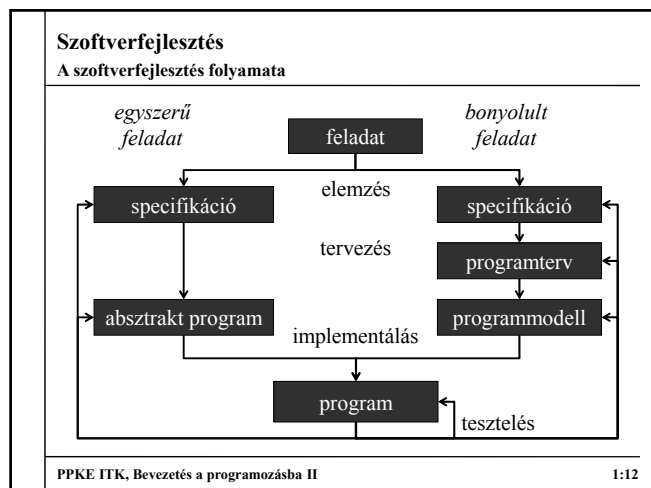 Szoftverfejlesztés
A szoftverfejlesztés folyamata
egyszerű
feladat
feladat
bonyolult
feladat
elemzés
specifikáció
specifikáció
tervezés
programterv
absztrakt program
programmodell
implementálás
program
tesztelés
PPKE ITK, Bevezetés a programozásba II
1:12